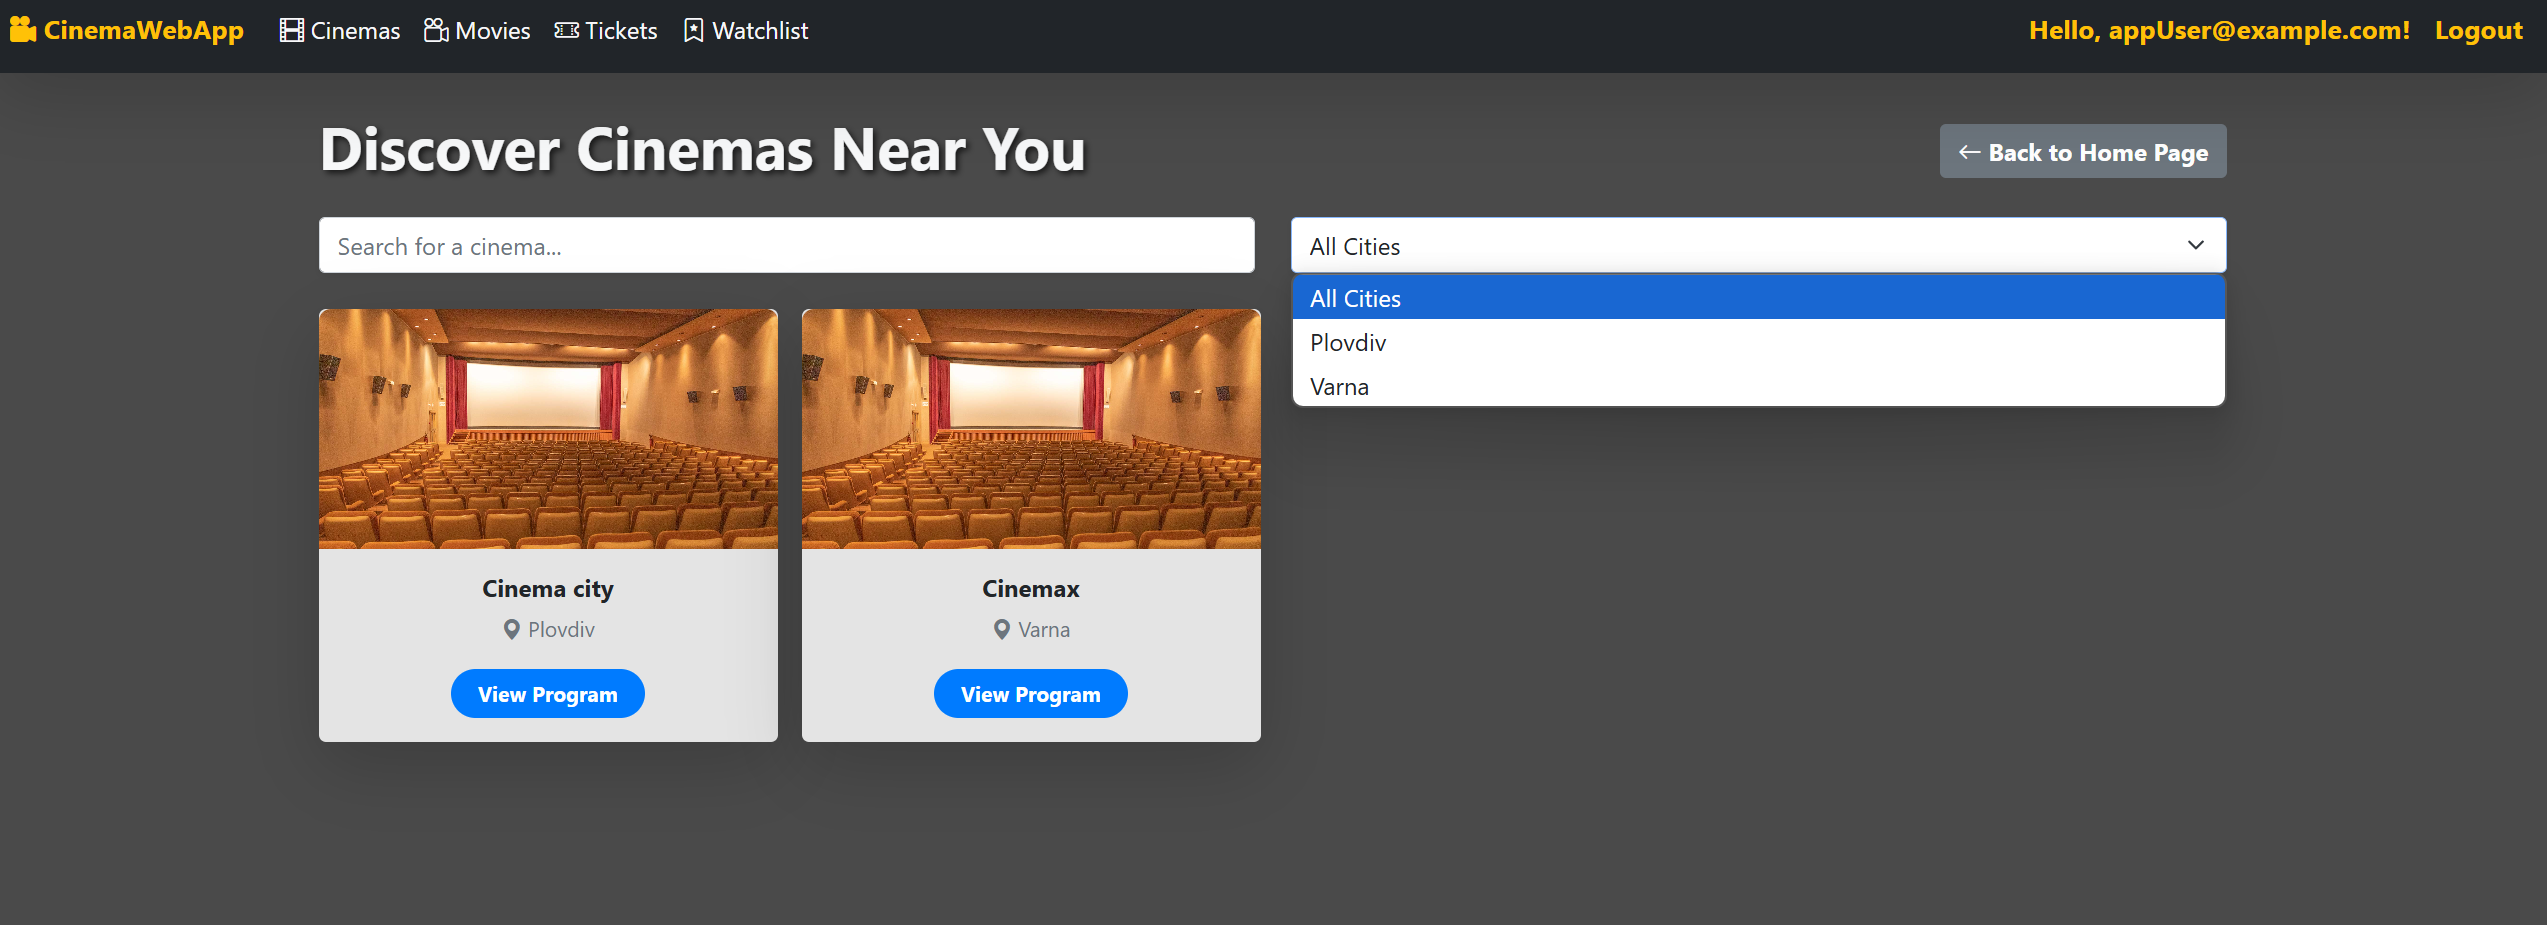 CinemaWebApp Cinemas Movies Tickets Watchlist Hello, appUser@example.com! Logout
Discover Cinemas Near You
← Back to Home Page
Search for a cinema...
All Cities
All Cities
Plovdiv
Varna
Cinema city
Plovdiv
View Program
Cinemax
Varna
View Program